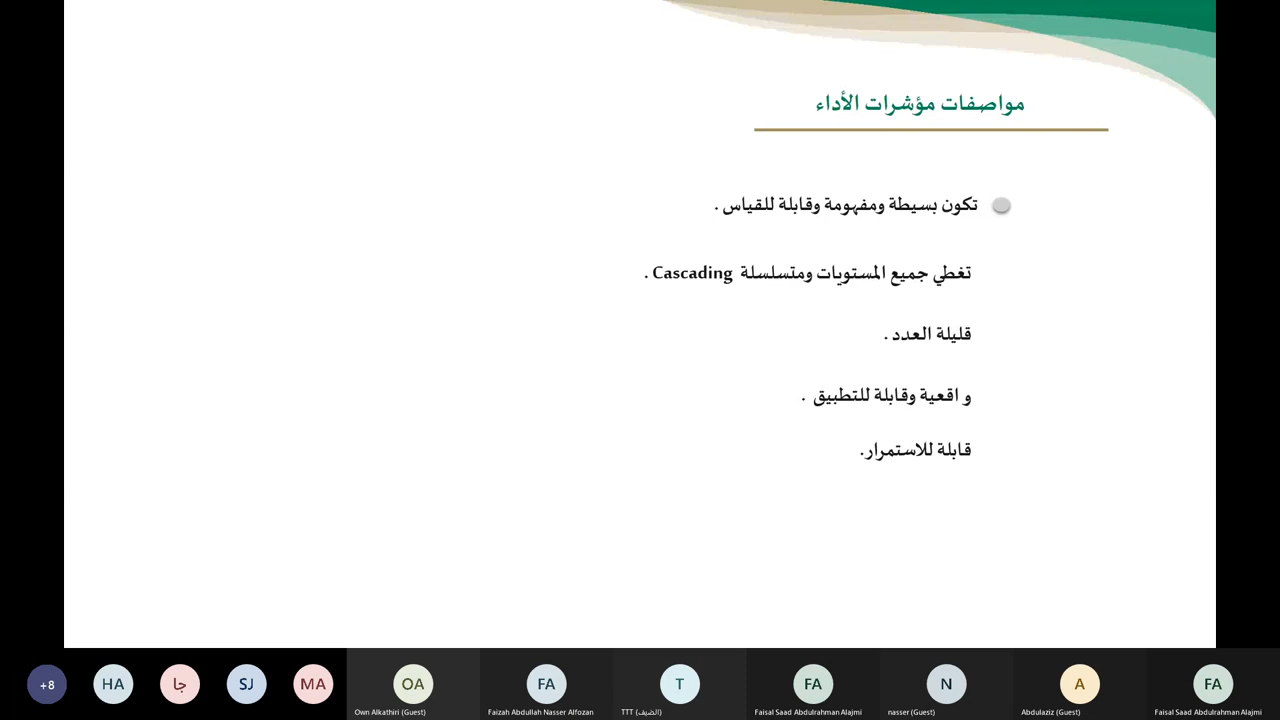 مواصفات مؤشرات الأداء
تكون بسيطة ومفهومة وقابلة للقياس .
تغطي جميع المستويات ومتسلسلة Cascading .
قليلة العدد .
و اقعية وقابلة للتطبيق .
قابلة للاستمرار.
+8 HA جا SJ MA OA FA T FA N A FA
Own Alkathiri (Guest) Faizah Abdullah Nasser Alfozan TTT (الضيف) Faisal Saad Abdulrahman Alajmi nasser (Guest) Abdulaziz (Guest) Faisal Saad Abdulrahman Alajmi